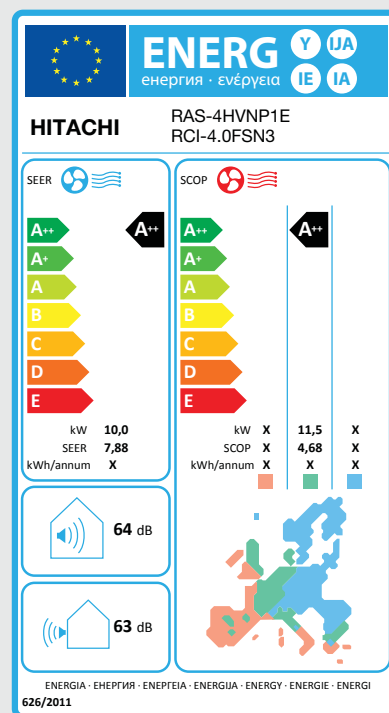 ENERG Y IJA
енергия · ενέργεια IE IA
HITACHI
RAS-4HVNP1E
RCI-4.0FSN3
SEER
A++ A++
A+
A
B
C
D
E
kW 10,0
SEER 7,88
kWh/annum X
SCOP
A++ A++
A+
A
B
C
D
E
kW X 11,5 X
SCOP X 4,68 X
kWh/annum X X X
64 dB
63 dB
ENERGIA · ЕНЕРГИЯ · ΕΝΕΡΓΕΙΑ · ENERGIJA · ENERGY · ENERGIE · ENERGI
626/2011